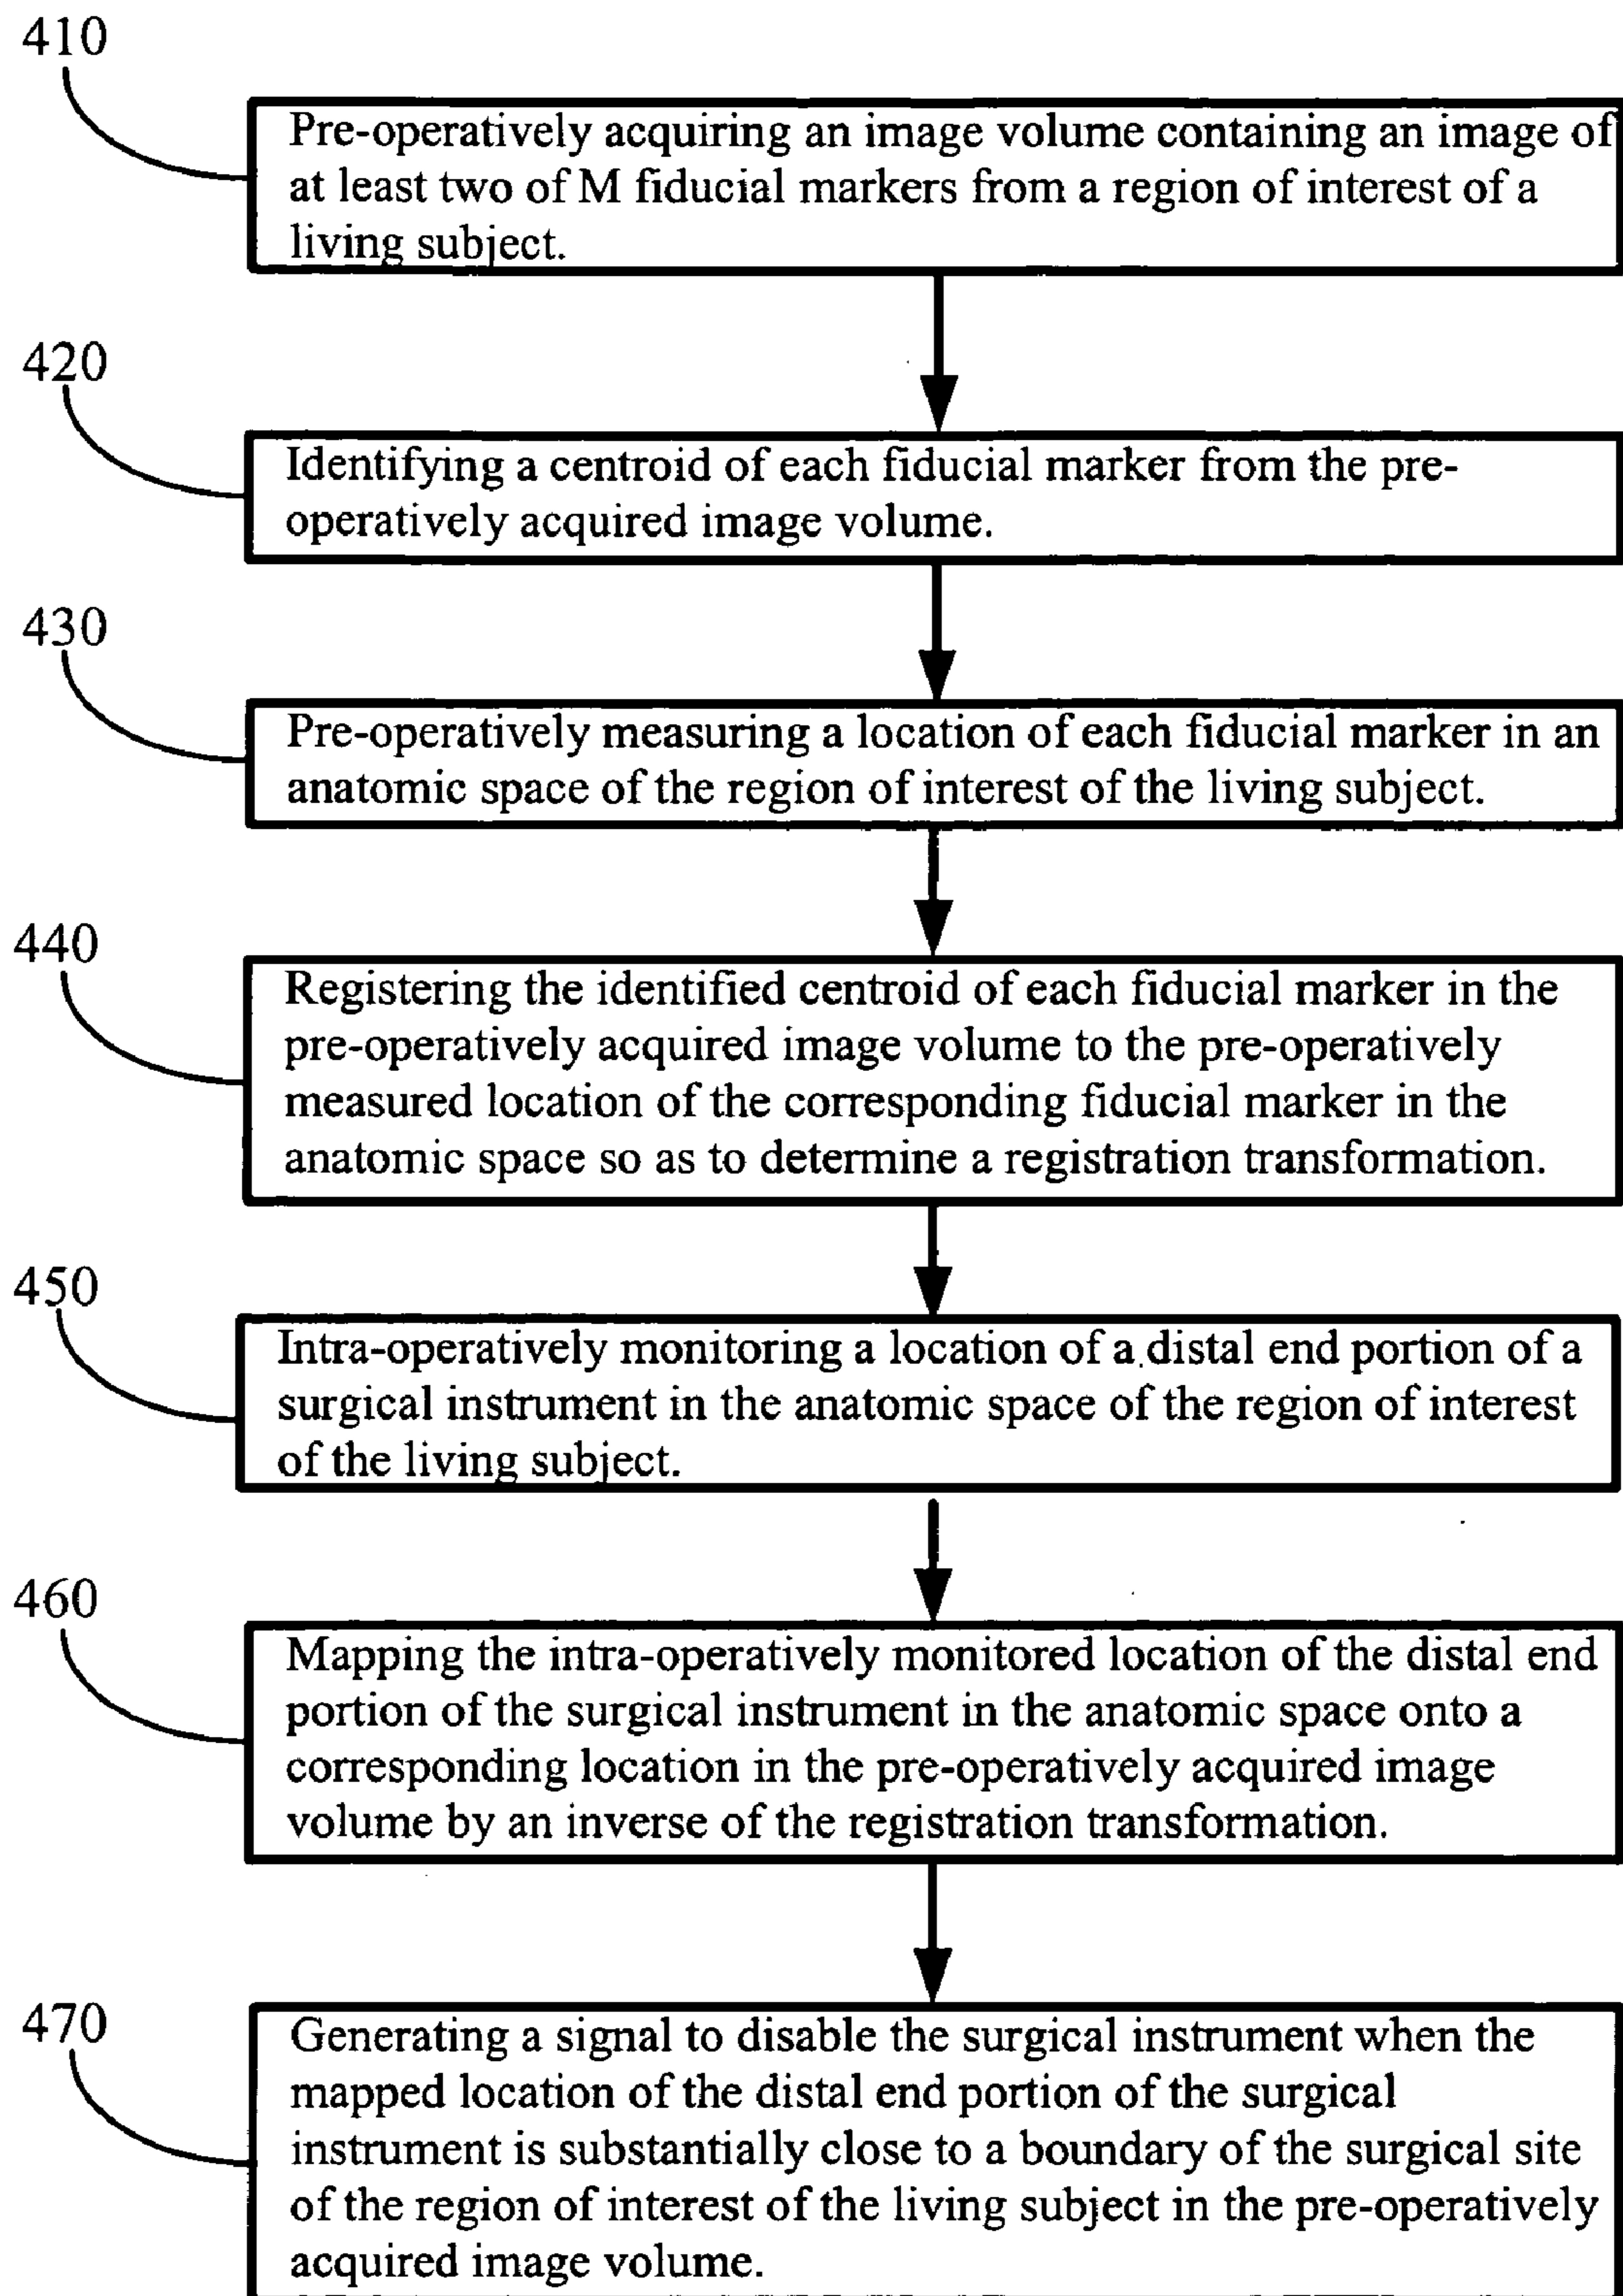 410
Pre-operatively acquiring an image volume containing an image of
at least two of M fiducial markers from a region of interest of a
living subject.
420
Identifying a centroid of each fiducial marker from the pre-
operatively acquired image volume.
430
Pre-operatively measuring a location of each fiducial marker in an
anatomic space of the region of interest of the living subject.
440
Registering the identified centroid of each fiducial marker in the
pre-operatively acquired image volume to the pre-operatively
measured location of the corresponding fiducial marker in the
anatomic space so as to determine a registration transformation.
450
Intra-operatively monitoring a location of a distal end portion of a
surgical instrument in the anatomic space of the region of interest
of the living subject.
460
Mapping the intra-operatively monitored location of the distal end
portion of the surgical instrument in the anatomic space onto a
corresponding location in the pre-operatively acquired image
volume by an inverse of the registration transformation.
470
Generating a signal to disable the surgical instrument when the
mapped location of the distal end portion of the surgical
instrument is substantially close to a boundary of the surgical site
of the region of interest of the living subject in the pre-operatively
acquired image volume.